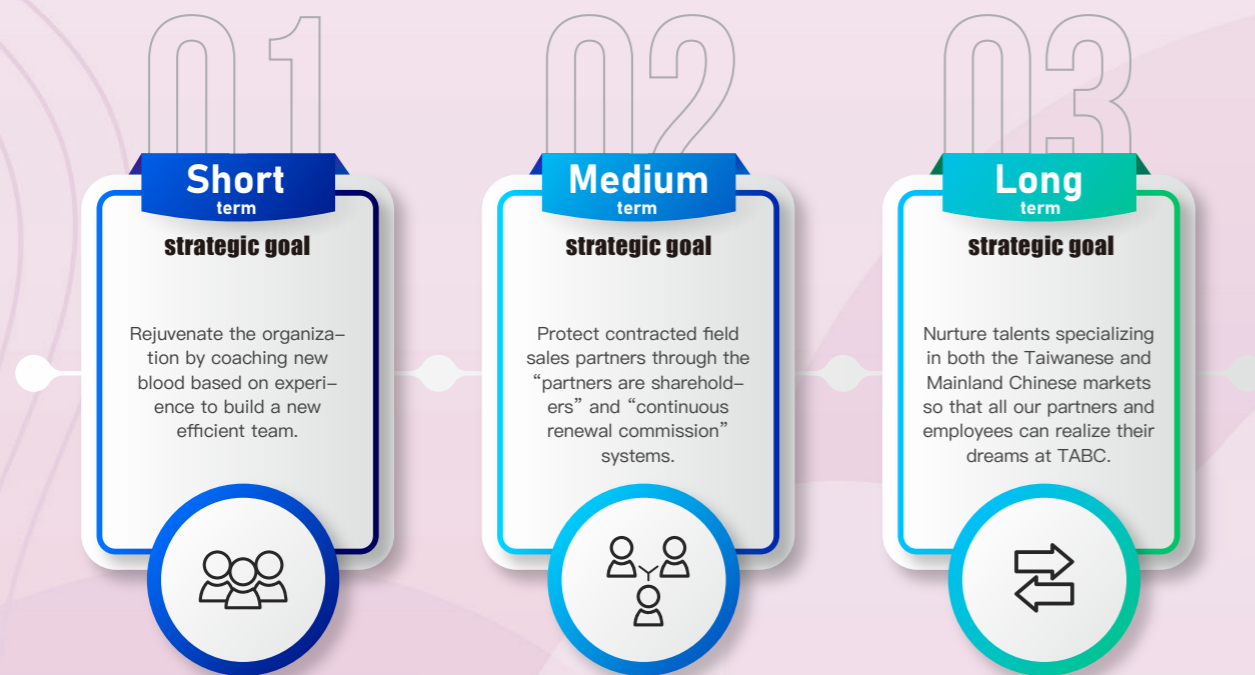 01
Short
term
strategic goal
Rejuvenate the organiza–
tion by coaching new
blood based on experi–
ence to build a new
efficient team.
02
Medium
term
strategic goal
Protect contracted field
sales partners through the
“partners are sharehold–
ers” and “continuous
renewal commission”
systems.
03
Long
term
strategic goal
Nurture talents specializing
in both the Taiwanese and
Mainland Chinese markets
so that all our partners and
employees can realize their
dreams at TABC.